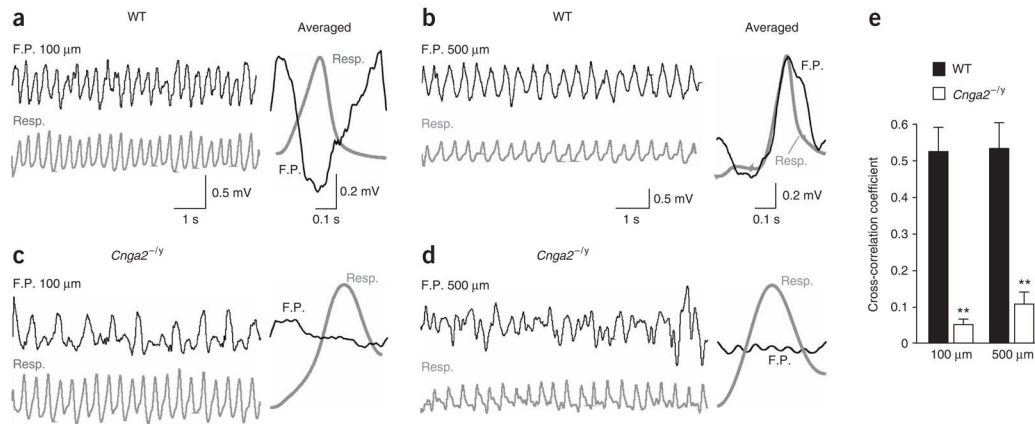 a
WT
Averaged
F.P. 100 µm
Resp.
Resp.
F.P.
0.5 mV
1 s
0.2 mV
0.1 s
b
WT
Averaged
F.P. 500 µm
F.P.
Resp.
Resp.
0.5 mV
1 s
0.2 mV
0.1 s
c
Cnga2−/y
F.P. 100 µm
Resp.
F.P.
Resp.
d
Cnga2−/y
F.P. 500 µm
Resp.
F.P.
Resp.
e
WT
Cnga2−/y
Cross-correlation coefficient
0.6
0.5
0.4
0.3
0.2
0.1
0
**
**
100 µm
500 µm